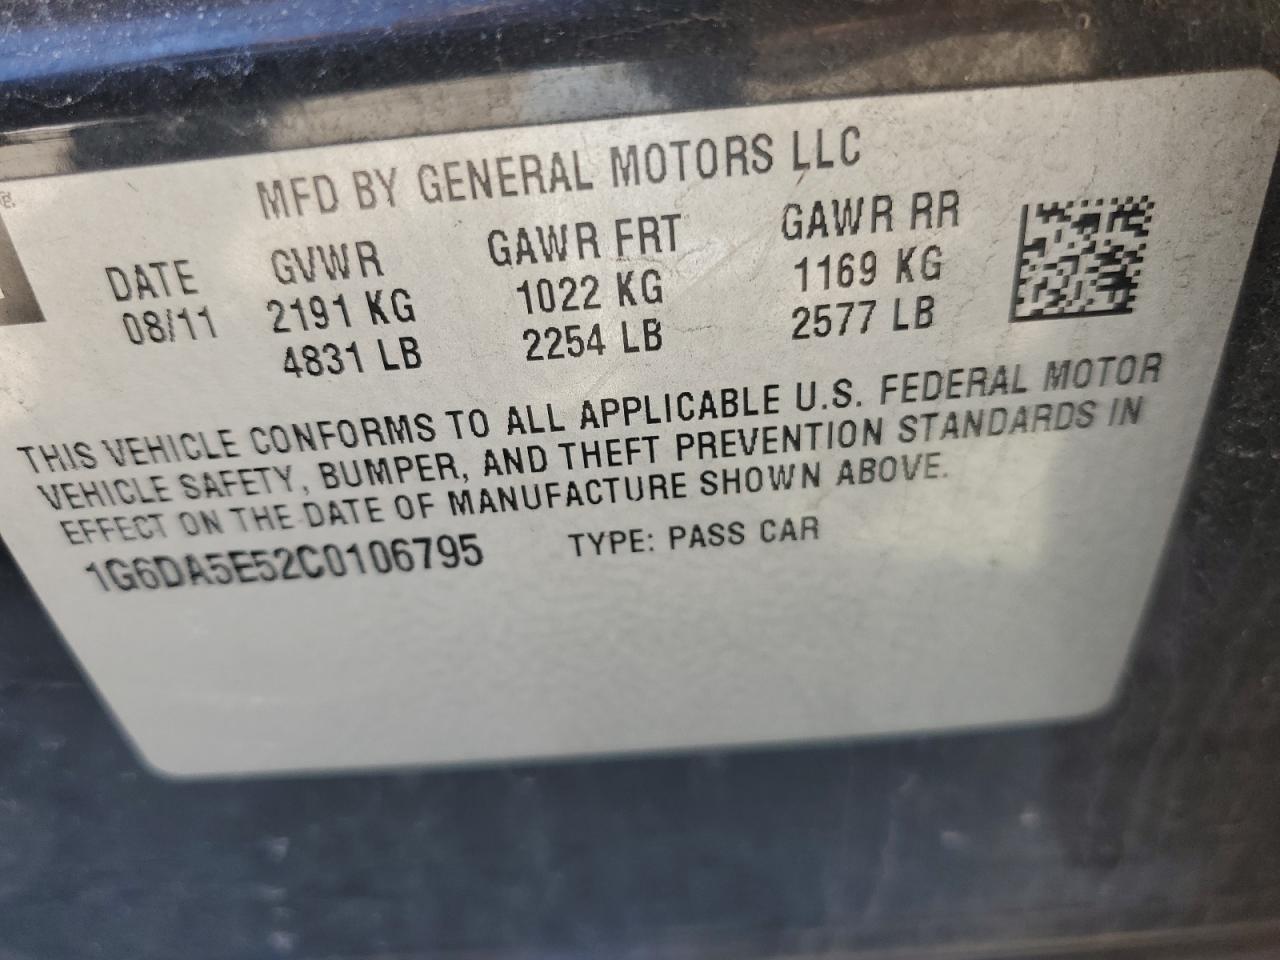 MFD BY GENERAL MOTORS LLC
DATE GVWR GAWR FRT GAWR RR
08/11 2191 KG 1022 KG 1169 KG
4831 LB 2254 LB 2577 LB
THIS VEHICLE CONFORMS TO ALL APPLICABLE U.S. FEDERAL MOTOR
VEHICLE SAFETY, BUMPER, AND THEFT PREVENTION STANDARDS IN
EFFECT ON THE DATE OF MANUFACTURE SHOWN ABOVE.
1G6DA5E52C0106795 TYPE: PASS CAR